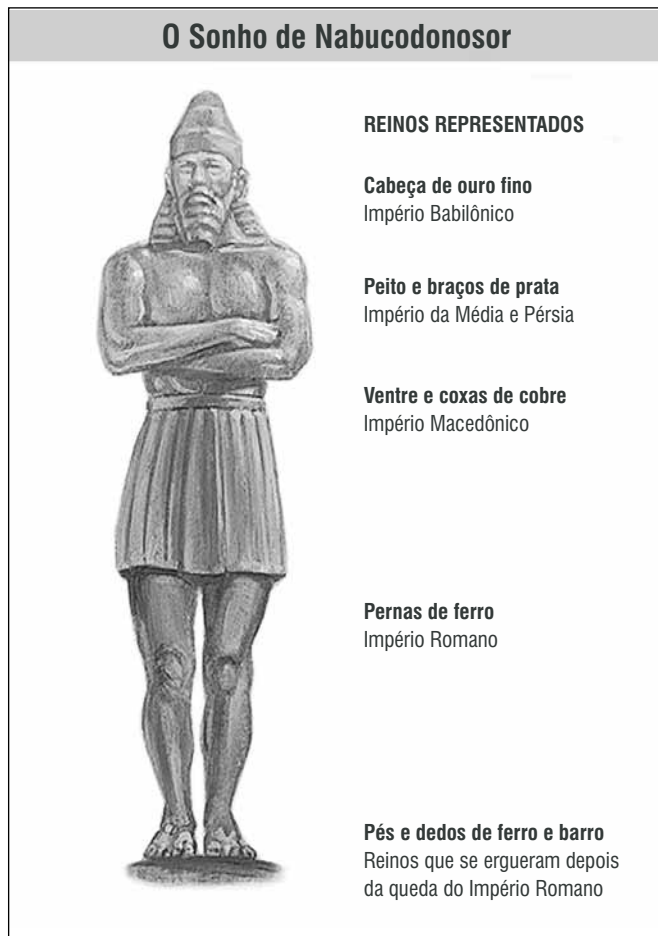 O Sonho de Nabucodonosor
REINOS REPRESENTADOS
Cabeça de ouro fino
Império Babilônico
Peito e braços de prata
Império da Média e Pérsia
Ventre e coxas de cobre
Império Macedônico
Pernas de ferro
Império Romano
Pés e dedos de ferro e barro
Reinos que se ergueram depois
da queda do Império Romano